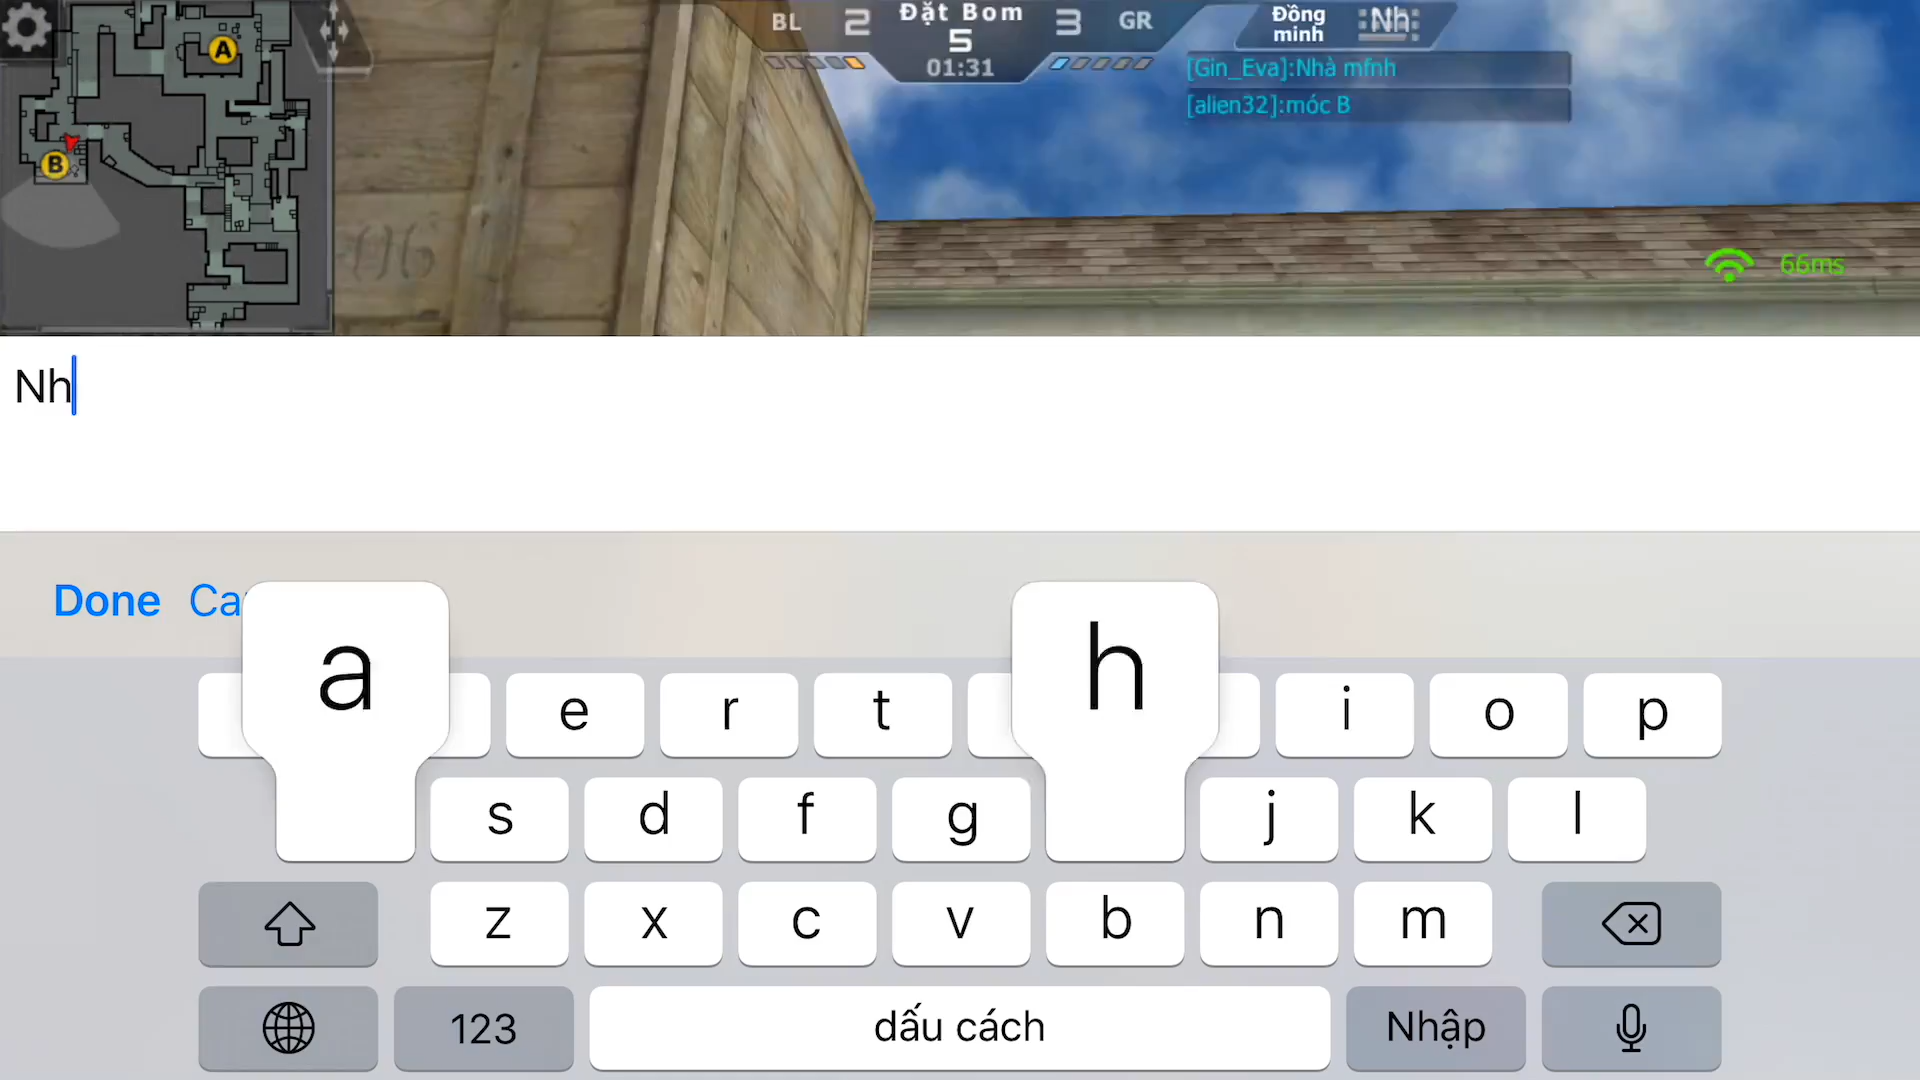 A
B
BL 2 Đặt Bom 3 GR
5
01:31
Đồng minh Nh
[Gin_Eva]:Nhà mfnh
[alien32]:móc B
66ms
Nh
Done Ca
a h
e r t i o p
s d f g j k l
z x c v b n m
123 dấu cách Nhập